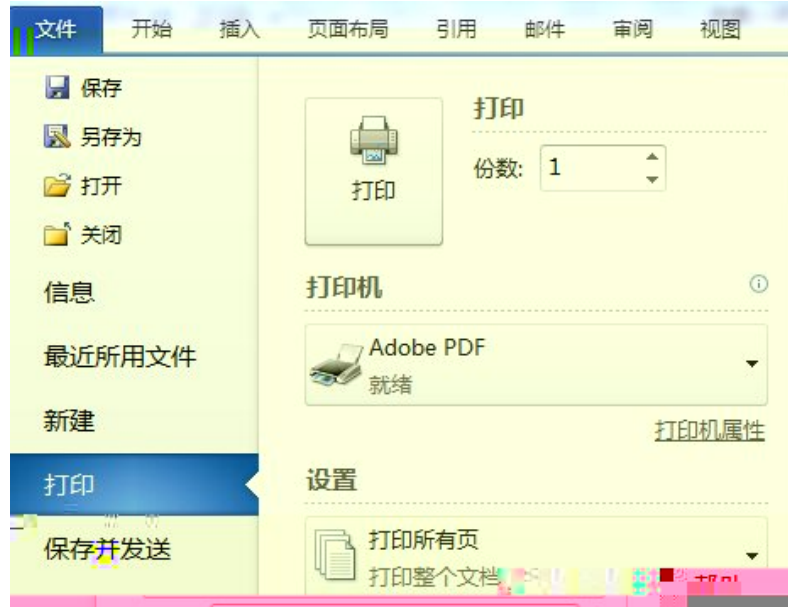 文件 开始 插入 页面布局 引用 邮件 审阅 视图
保存
另存为
打开
关闭
信息
最近所用文件
新建
打印
保存并发送
打印
打印
份数: 1
打印机
Adobe PDF
就绪
打印机属性
设置
打印所有页
打印整个文档